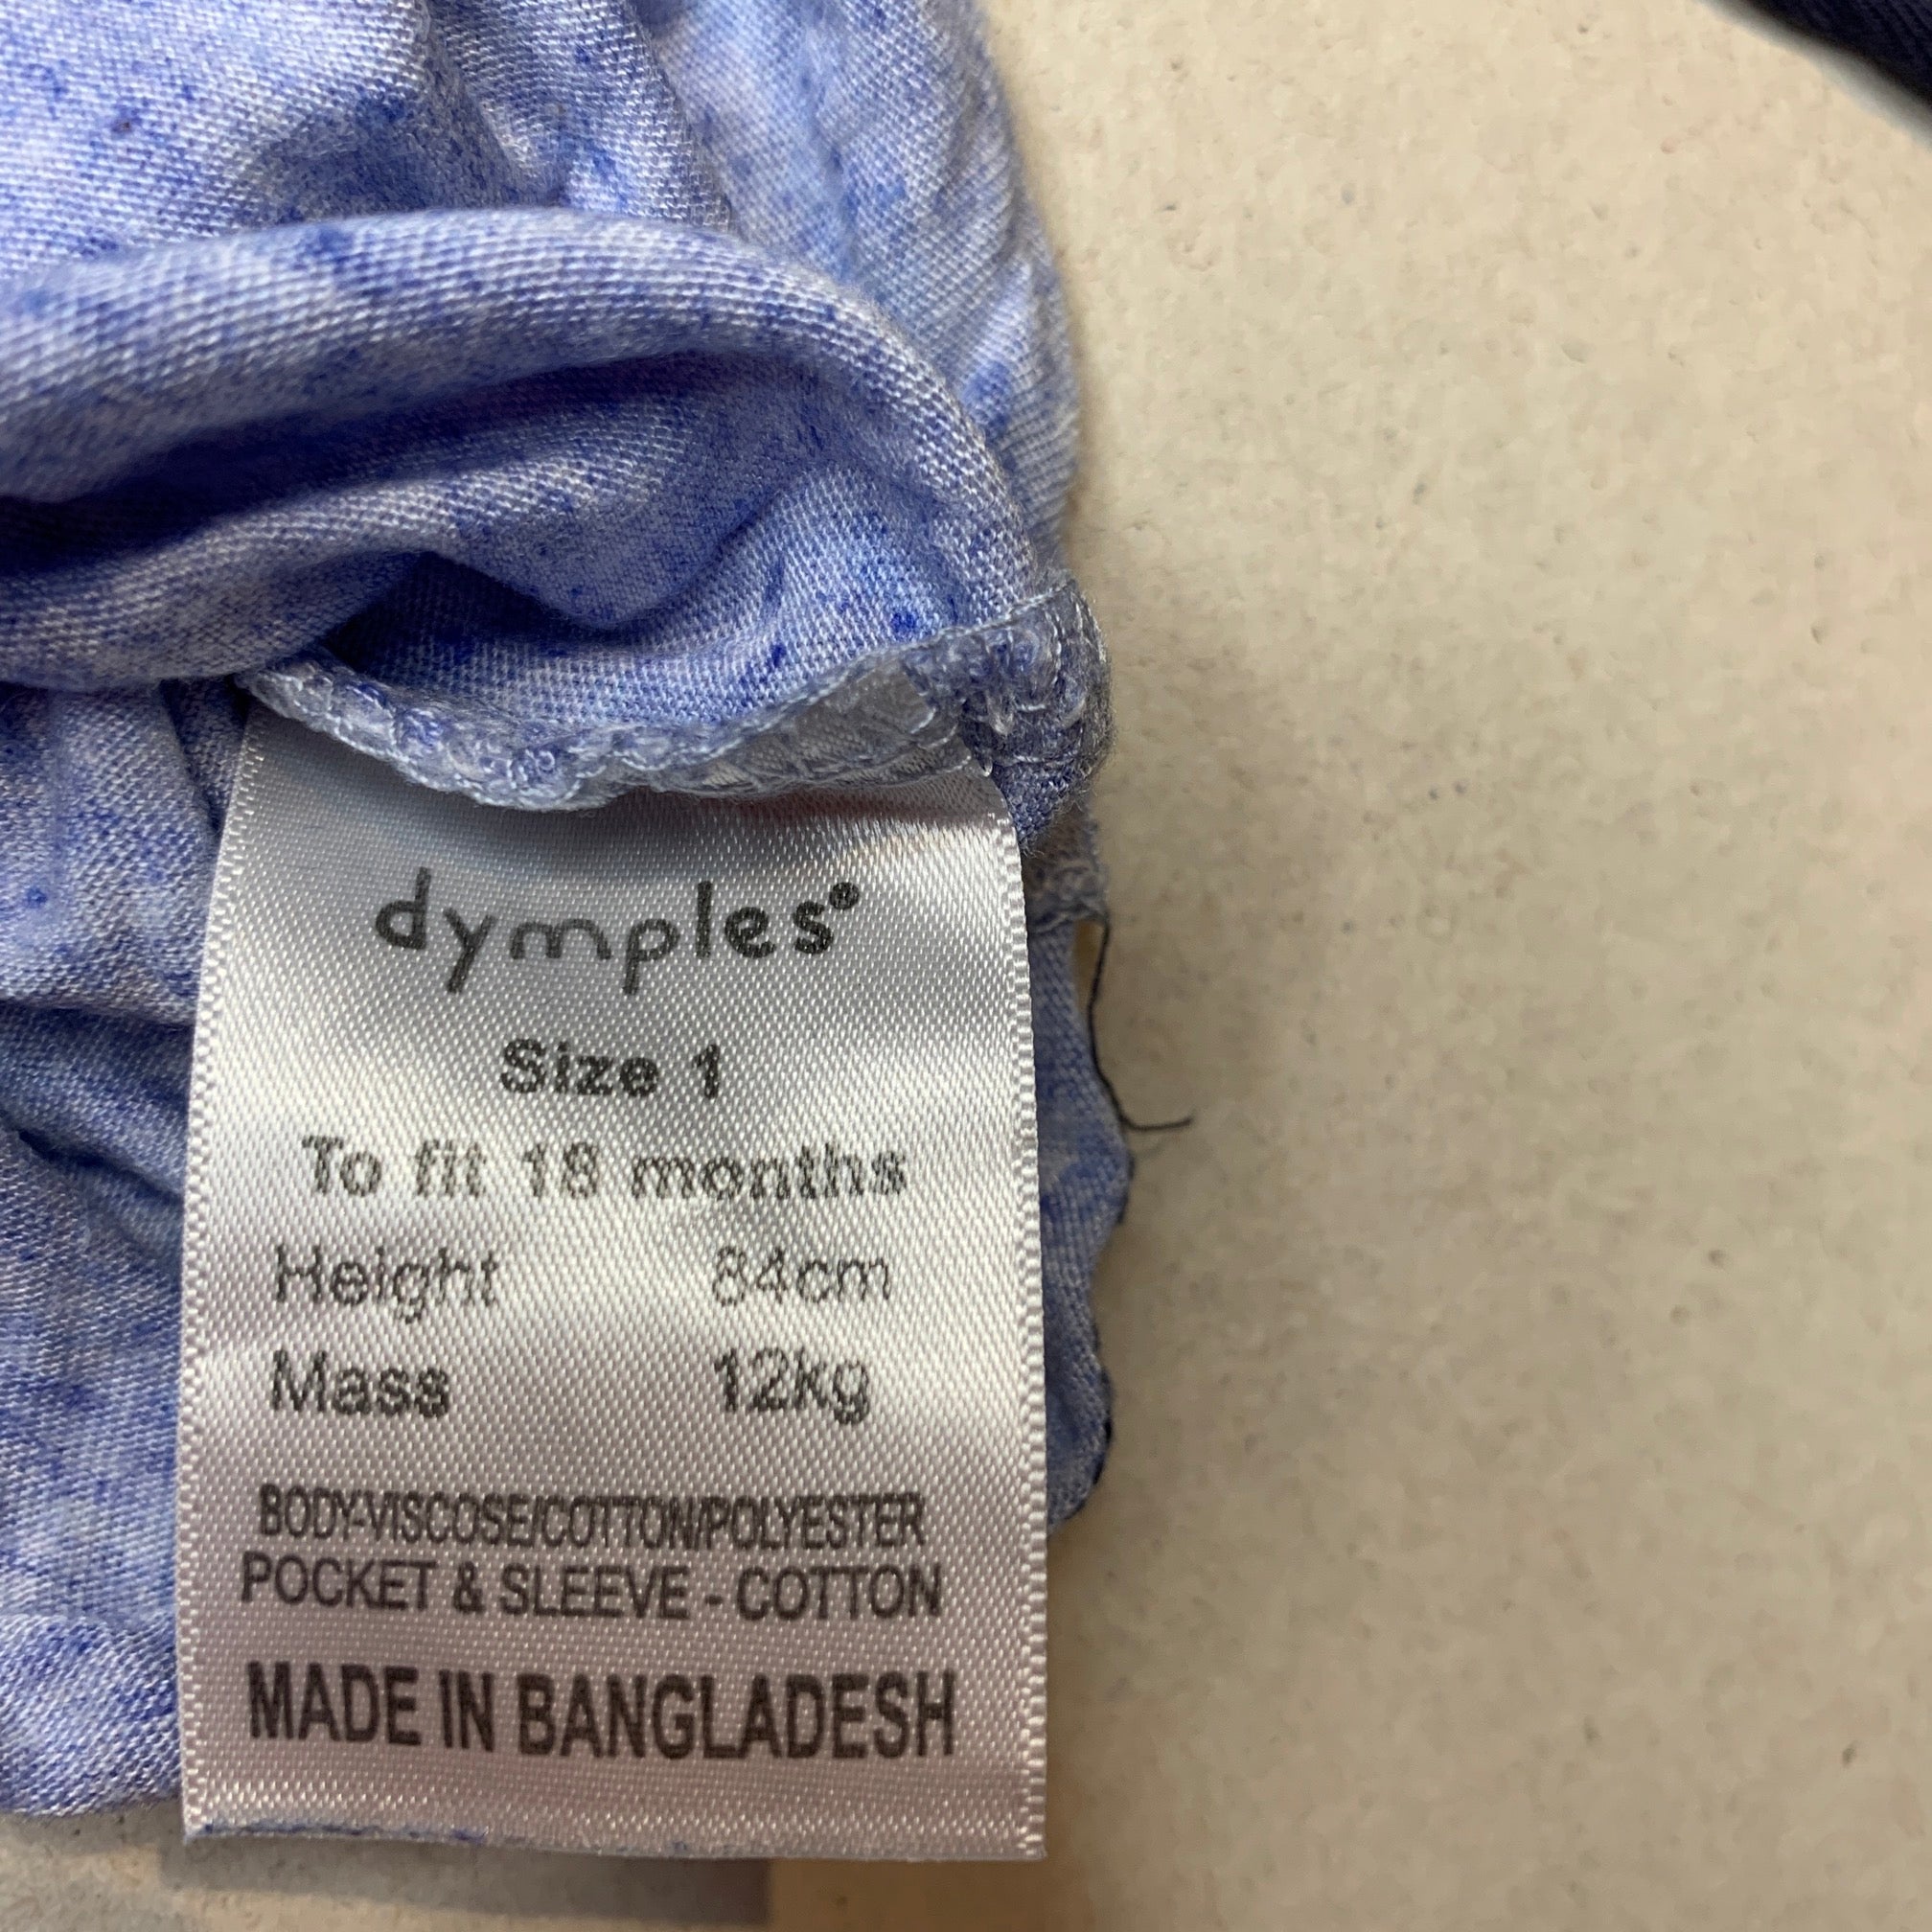 dymples®
Size 1
To fit 18 months
Height 84cm
Mass 12kg
BODY-VISCOSE/COTTON/POLYESTER
POCKET & SLEEVE - COTTON
MADE IN BANGLADESH